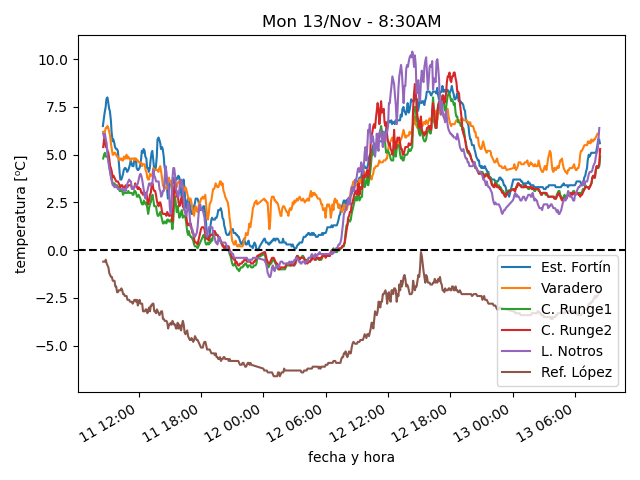 Mon 13/Nov - 8:30AM
temperatura [ºC]
10.0
7.5
5.0
2.5
0.0
−2.5
−5.0
Est. Fortín
Varadero
C. Runge1
C. Runge2
L. Notros
Ref. López
11 12:00
11 18:00
12 00:00
12 06:00
12 12:00
12 18:00
13 00:00
13 06:00
fecha y hora